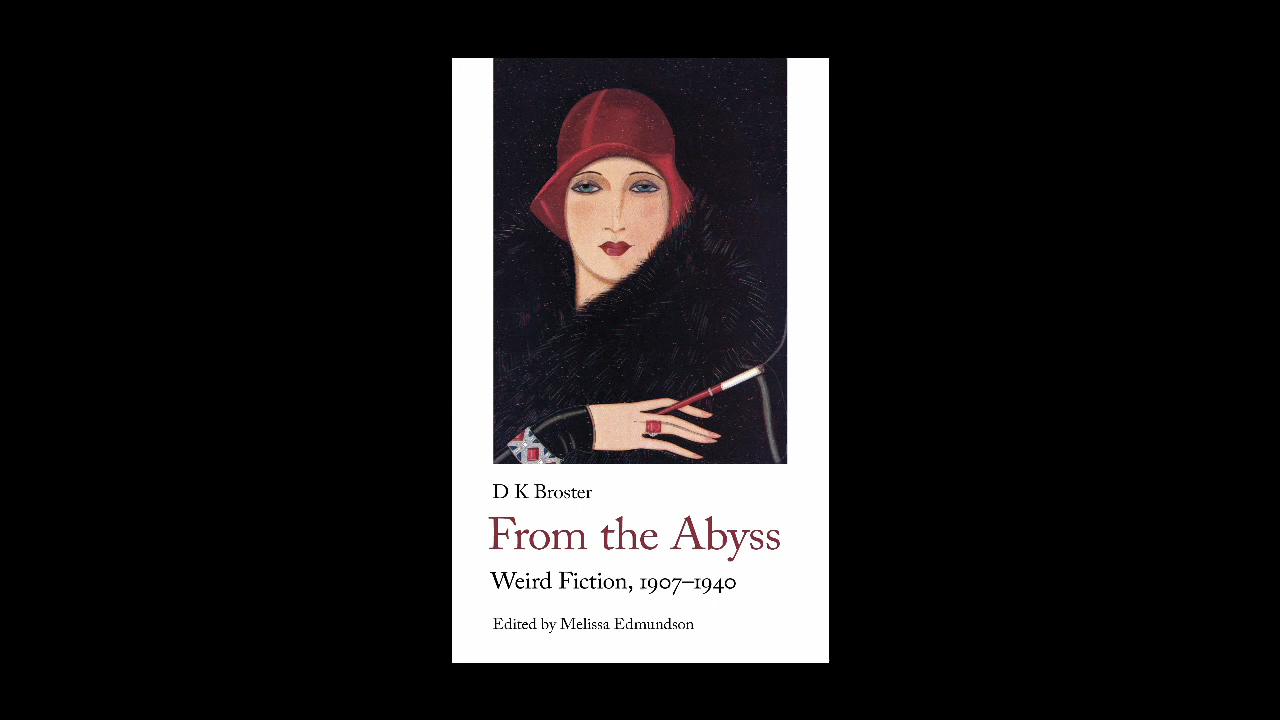 D K Broster
From the Abyss
Weird Fiction, 1907–1940
Edited by Melissa Edmundson